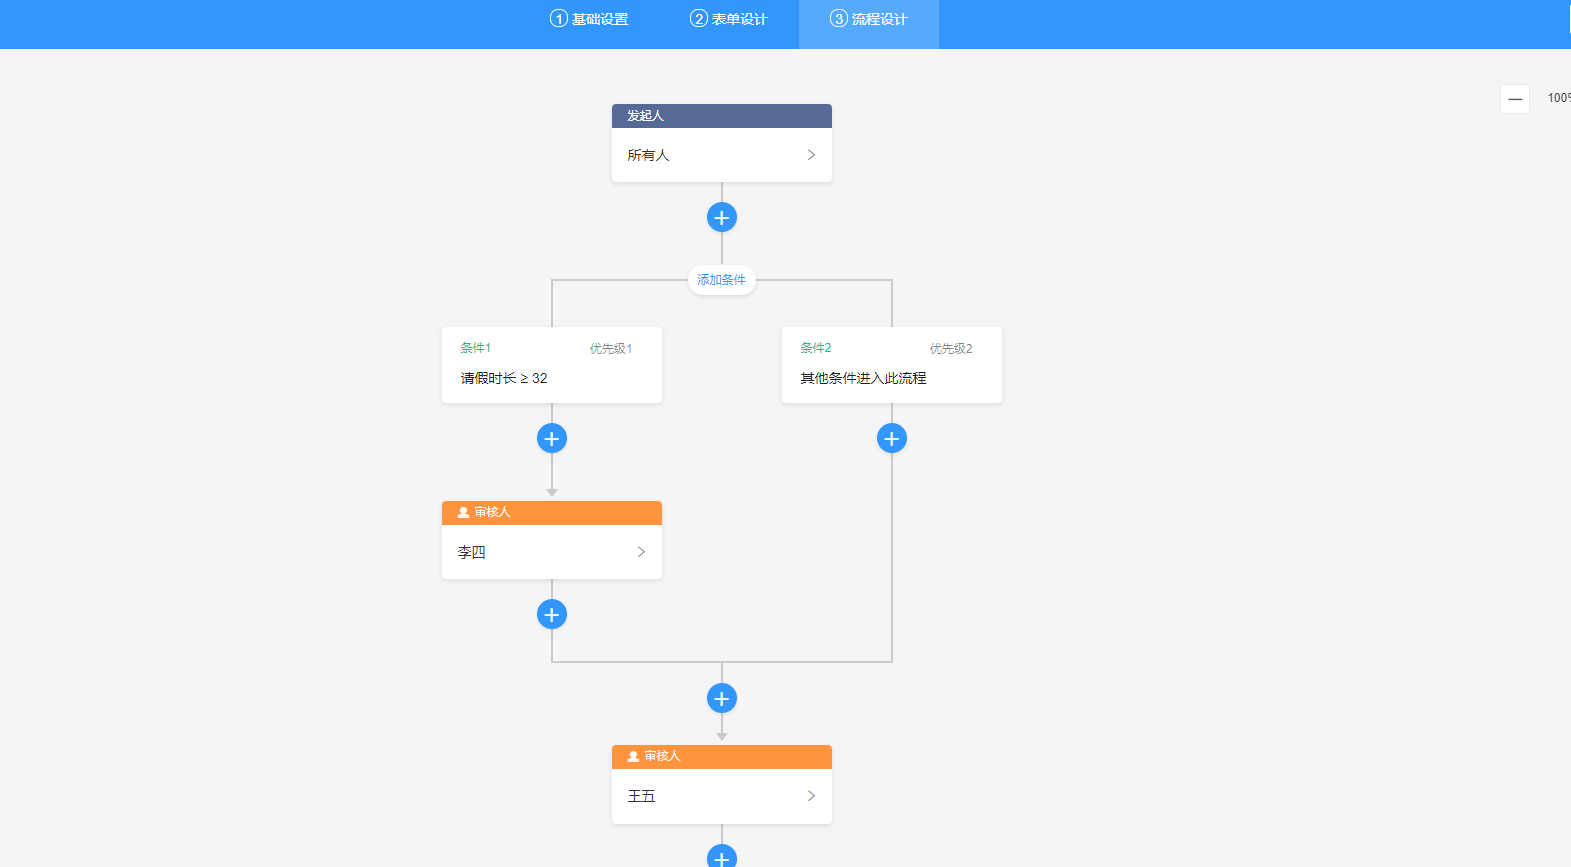 ① 基础设置
② 表单设计
③ 流程设计
100%
发起人
所有人
添加条件
条件1 优先级1
请假时长 ≥ 32
条件2 优先级2
其他条件进入此流程
审核人
李四
审核人
王五